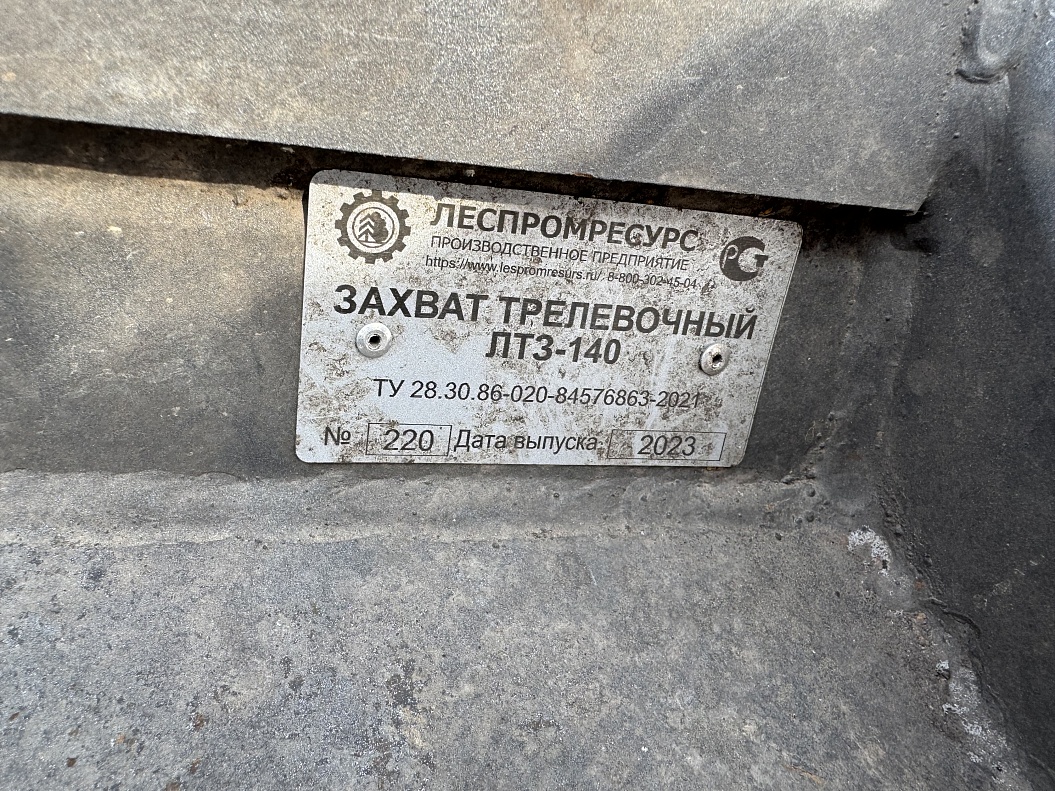 ЛЕСПРОМРЕСУРС
ПРОИЗВОДСТВЕННОЕ ПРЕДПРИЯТИЕ
https://www.lespromresurs.ru/ 8-800-302-45-04
РСТ
ЗАХВАТ ТРЕЛЕВОЧНЫЙ
ЛТЗ-140
ТУ 28.30.86-020-84576863-2021
№ 220 Дата выпуска 2023